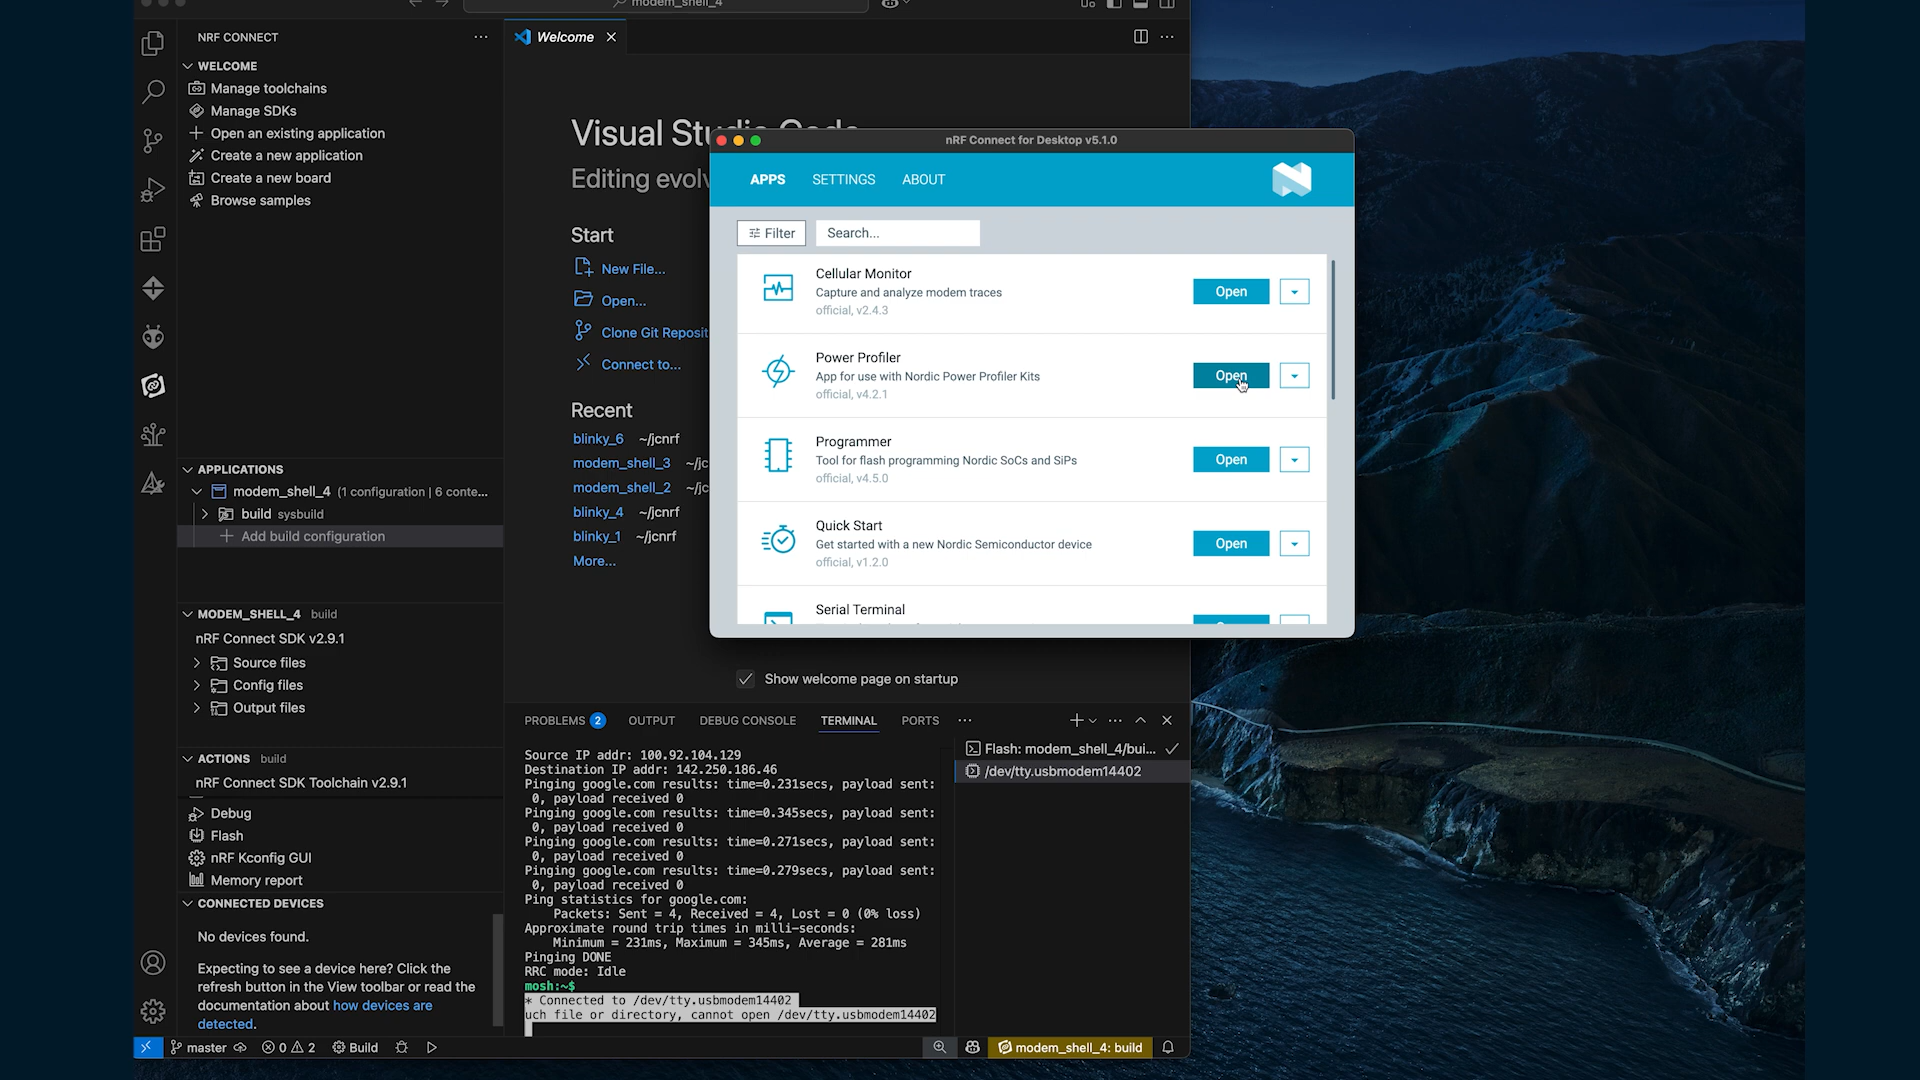 modem_shell_4
NRF CONNECT
WELCOME
Manage toolchains
Manage SDKs
Open an existing application
Create a new application
Create a new board
Browse samples
APPLICATIONS
modem_shell_4 (1 configuration | 6 conte...
build sysbuild
Add build configuration
MODEM_SHELL_4 build
nRF Connect SDK v2.9.1
Source files
Config files
Output files
ACTIONS build
nRF Connect SDK Toolchain v2.9.1
Debug
Flash
nRF Kconfig GUI
Memory report
CONNECTED DEVICES
No devices found.
Expecting to see a device here? Click the
refresh button in the View toolbar or read the
documentation about how devices are
detected.
Welcome
Visual Studio Code
Editing evol
Start
New File...
Open...
Clone Git Reposit
Connect to...
Recent
blinky_6 ~/jcnrf
modem_shell_3 ~/jc
modem_shell_2 ~/jc
blinky_4 ~/jcnrf
blinky_1 ~/jcnrf
More...
Show welcome page on startup
nRF Connect for Desktop v5.1.0
APPS SETTINGS ABOUT
Filter Search...
Cellular Monitor
Capture and analyze modem traces
official, v2.4.3
Open
Power Profiler
App for use with Nordic Power Profiler Kits
official, v4.2.1
Open
Programmer
Tool for flash programming Nordic SoCs and SiPs
official, v4.5.0
Open
Quick Start
Get started with a new Nordic Semiconductor device
official, v1.2.0
Open
Serial Terminal
PROBLEMS 2 OUTPUT DEBUG CONSOLE TERMINAL PORTS
Source IP addr: 100.92.104.129
Destination IP addr: 142.250.186.46
Pinging google.com results: time=0.231secs, payload sent:
0, payload received 0
Pinging google.com results: time=0.345secs, payload sent:
0, payload received 0
Pinging google.com results: time=0.271secs, payload sent:
0, payload received 0
Pinging google.com results: time=0.279secs, payload sent:
0, payload received 0
Ping statistics for google.com:
Packets: Sent = 4, Received = 4, Lost = 0 (0% loss)
Approximate round trip times in milli-seconds:
Minimum = 231ms, Maximum = 345ms, Average = 281ms
Pinging DONE
RRC mode: Idle
mosh:~$
* Connected to /dev/tty.usbmodem14402
uch file or directory, cannot open /dev/tty.usbmodem14402
Flash: modem_shell_4/bui...
/dev/tty.usbmodem14402
master 0 2 Build modem_shell_4: build